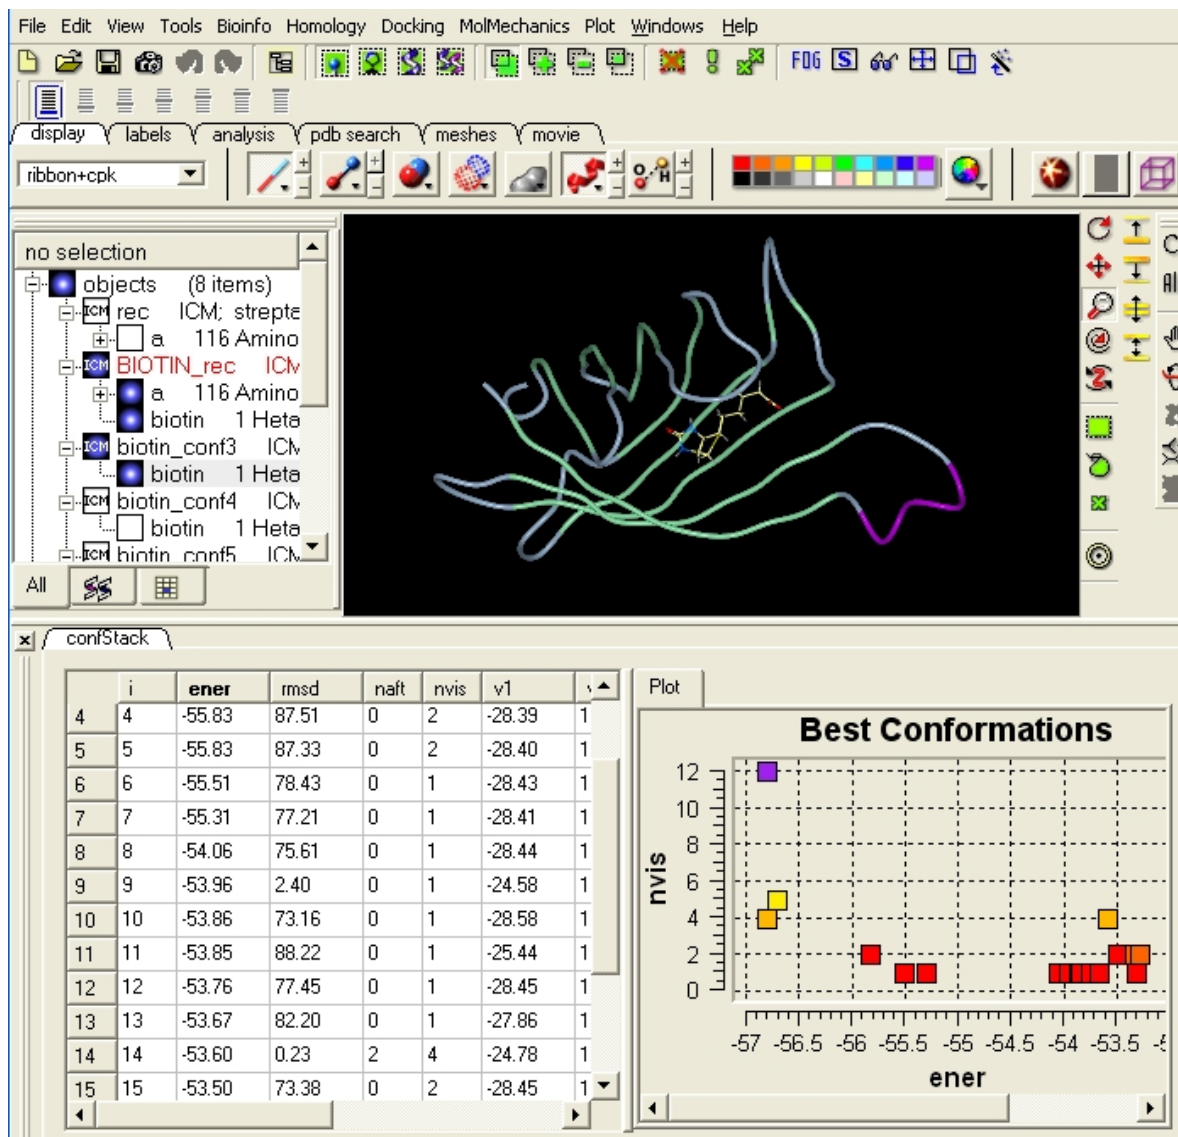 File Edit View Tools Bioinfo Homology Docking MolMechanics Plot Windows Help
FOG S
display labels analysis pdb search meshes movie
ribbon+cpk
no selection
objects (8 items)
ICM rec ICM; strepta
a 116 Amino
ICM BIOTIN_rec ICM
a 116 Amino
biotin 1 Heta
ICM biotin_conf3 ICM
biotin 1 Heta
ICM biotin_conf4 ICM
biotin 1 Heta
ICM biotin_conf5 ICM
All
confStack
i ener rmsd naft nvis v1
4 4 -55.83 87.51 0 2 -28.39 1
5 5 -55.83 87.33 0 2 -28.40 1
6 6 -55.51 78.43 0 1 -28.43 1
7 7 -55.31 77.21 0 1 -28.41 1
8 8 -54.06 75.61 0 1 -28.44 1
9 9 -53.96 2.40 0 1 -24.58 1
10 10 -53.86 73.16 0 1 -28.58 1
11 11 -53.85 88.22 0 1 -25.44 1
12 12 -53.76 77.45 0 1 -28.45 1
13 13 -53.67 82.20 0 1 -27.86 1
14 14 -53.60 0.23 2 4 -24.78 1
15 15 -53.50 73.38 0 2 -28.45 1
Plot
Best Conformations
12
10
8
6
4
2
0
nvis
-57 -56.5 -56 -55.5 -55 -54.5 -54 -53.5
ener